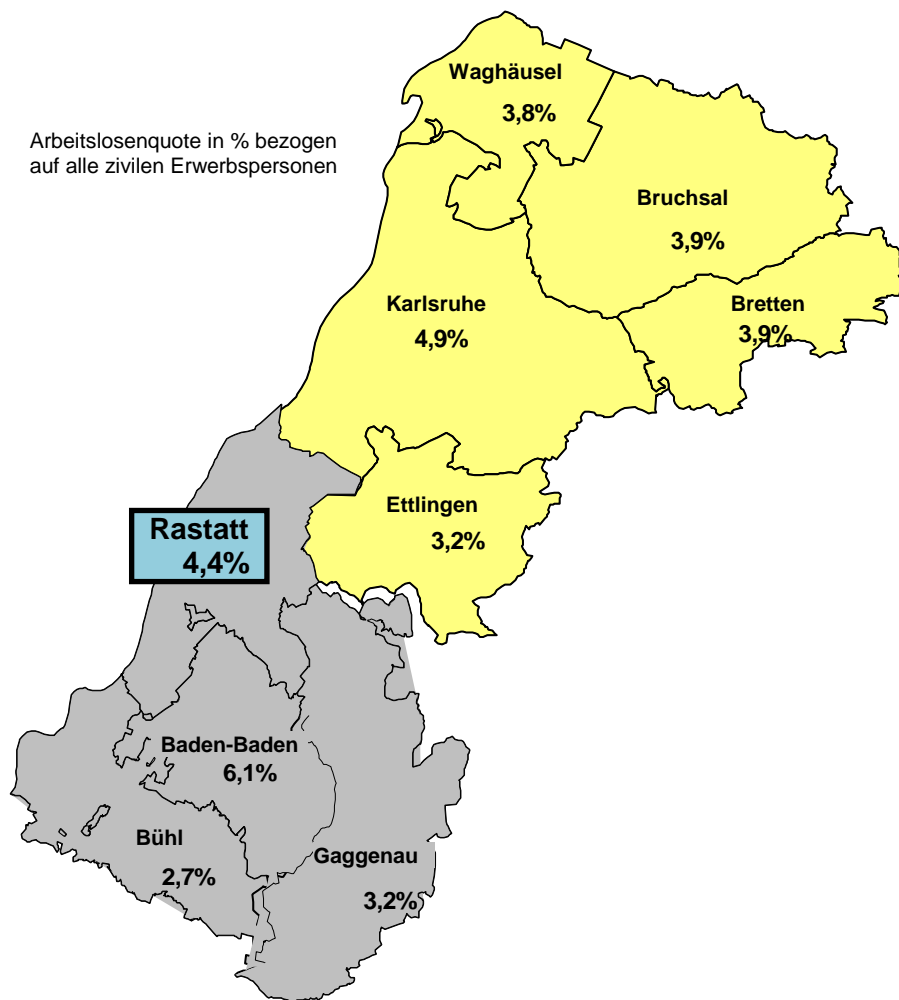 Waghäusel
3,8%
Arbeitslosenquote in % bezogen
auf alle zivilen Erwerbspersonen
Bruchsal
3,9%
Karlsruhe
4,9%
Bretten
3,9%
Ettlingen
3,2%
Rastatt
4,4%
Baden-Baden
6,1%
Bühl
2,7%
Gaggenau
3,2%